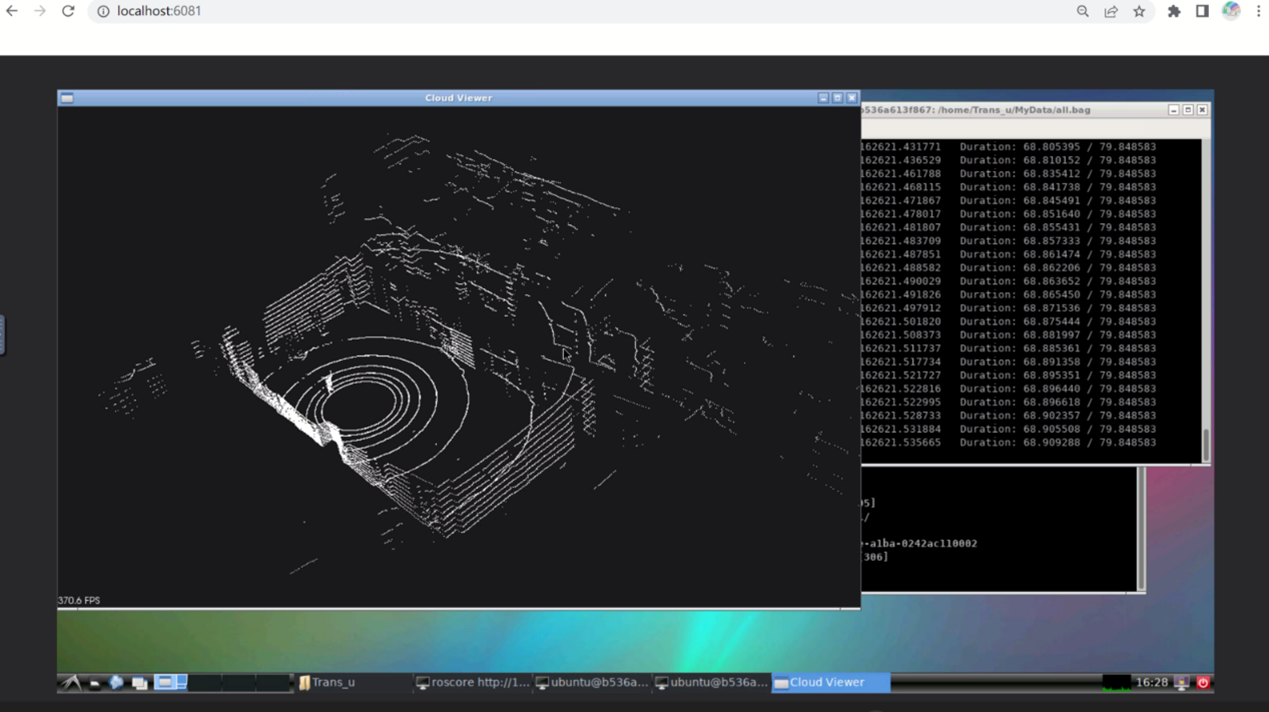 localhost:6081
Cloud Viewer
536a613f867: /home/Trans_u/MyData/all.bag
162621.431771 Duration: 68.805395 / 79.848583
162621.436529 Duration: 68.810152 / 79.848583
162621.461788 Duration: 68.835412 / 79.848583
162621.468115 Duration: 68.841738 / 79.848583
162621.471867 Duration: 68.845491 / 79.848583
162621.478017 Duration: 68.851640 / 79.848583
162621.481807 Duration: 68.855431 / 79.848583
162621.483709 Duration: 68.857333 / 79.848583
162621.487851 Duration: 68.861474 / 79.848583
162621.488582 Duration: 68.862206 / 79.848583
162621.490029 Duration: 68.863652 / 79.848583
162621.491826 Duration: 68.865450 / 79.848583
162621.497912 Duration: 68.871536 / 79.848583
162621.501820 Duration: 68.875444 / 79.848583
162621.508373 Duration: 68.881997 / 79.848583
162621.511737 Duration: 68.885361 / 79.848583
162621.517734 Duration: 68.891358 / 79.848583
162621.521727 Duration: 68.895351 / 79.848583
162621.522816 Duration: 68.896440 / 79.848583
162621.522995 Duration: 68.896618 / 79.848583
162621.528733 Duration: 68.902357 / 79.848583
162621.531884 Duration: 68.905508 / 79.848583
162621.535665 Duration: 68.909288 / 79.848583
5]
/
-a1ba-0242ac110002
306]
370.6 FPS
Trans_u
roscore http://1...
ubuntu@b536a...
ubuntu@b536a...
Cloud Viewer
16:28